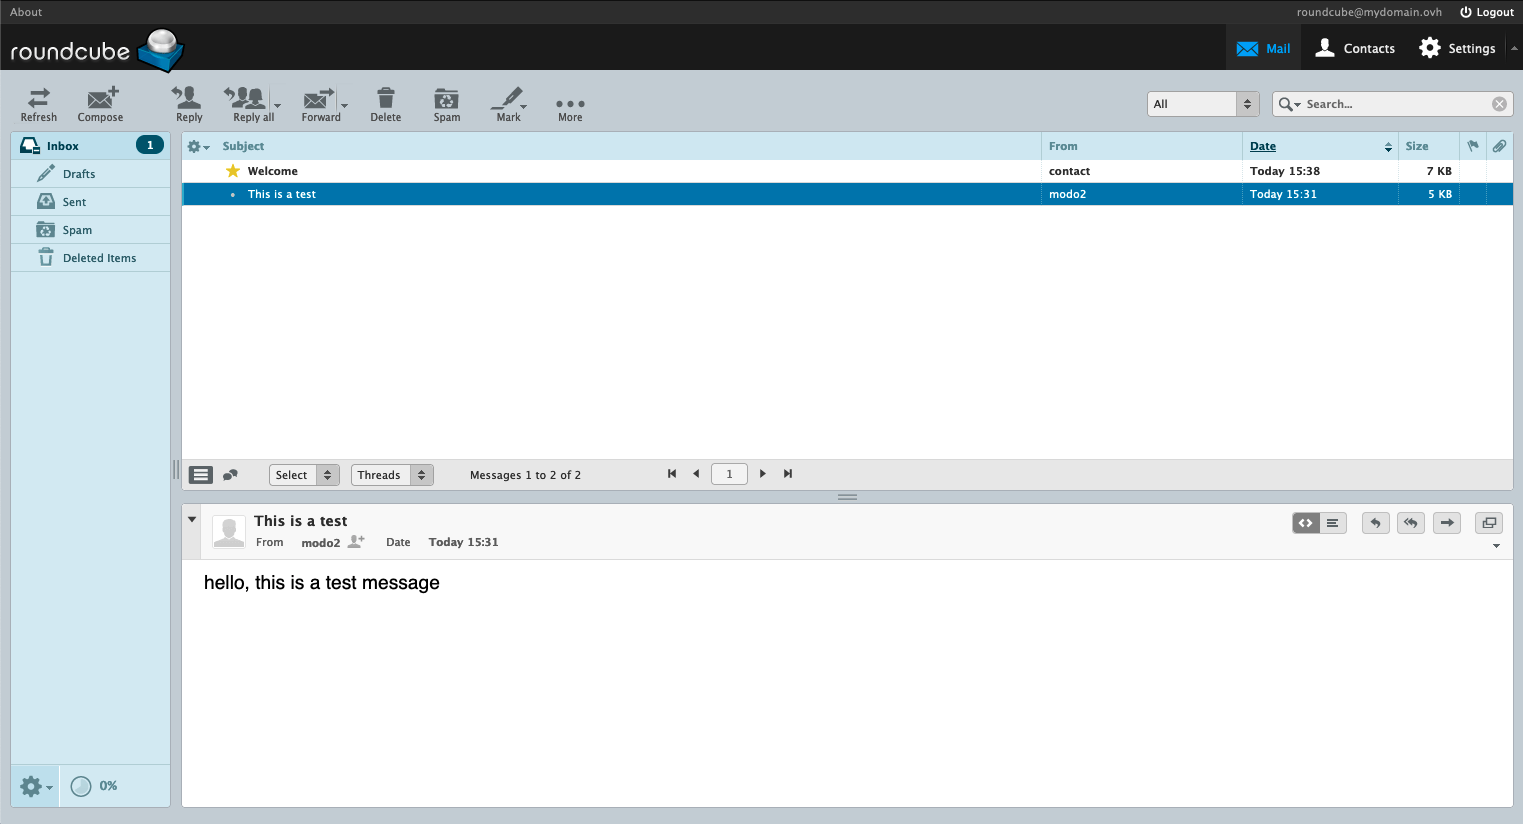 About
roundcube@mydomain.ovh Logout
roundcube
Mail Contacts Settings
Refresh Compose Reply Reply all Forward Delete Spam Mark More
All Search...
Inbox 1
Drafts
Sent
Spam
Deleted Items
Subject From Date Size
Welcome contact Today 15:38 7 KB
This is a test modo2 Today 15:31 5 KB
Select Threads Messages 1 to 2 of 2 1
This is a test
From modo2 Date Today 15:31
hello, this is a test message
0%